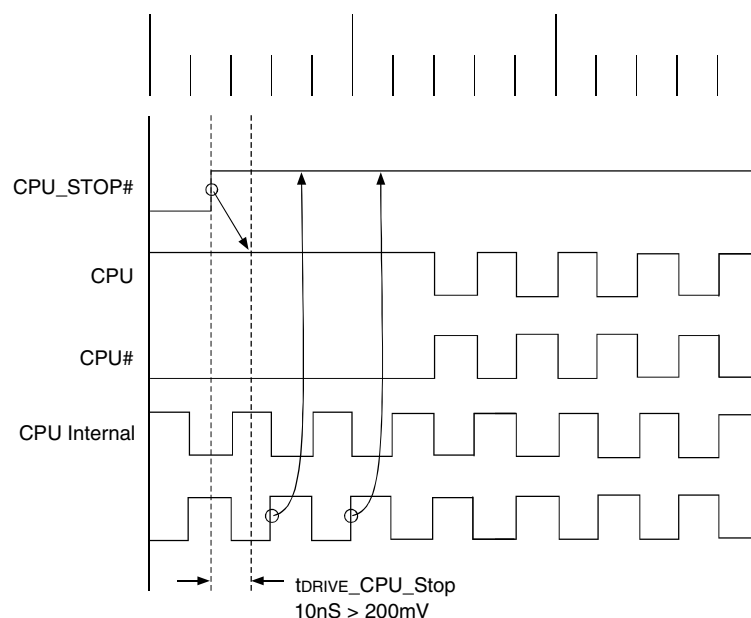 CPU_STOP#
CPU
CPU#
CPU Internal
tDRIVE_CPU_Stop
10nS > 200mV